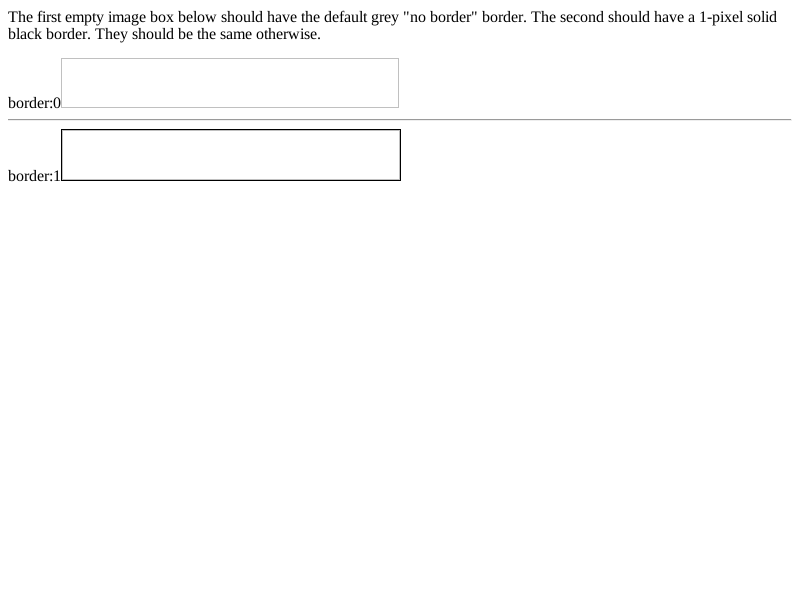 The first empty image box below should have the default grey "no border" border. The second should have a 1-pixel solid
black border. They should be the same otherwise.
border:0
border:1